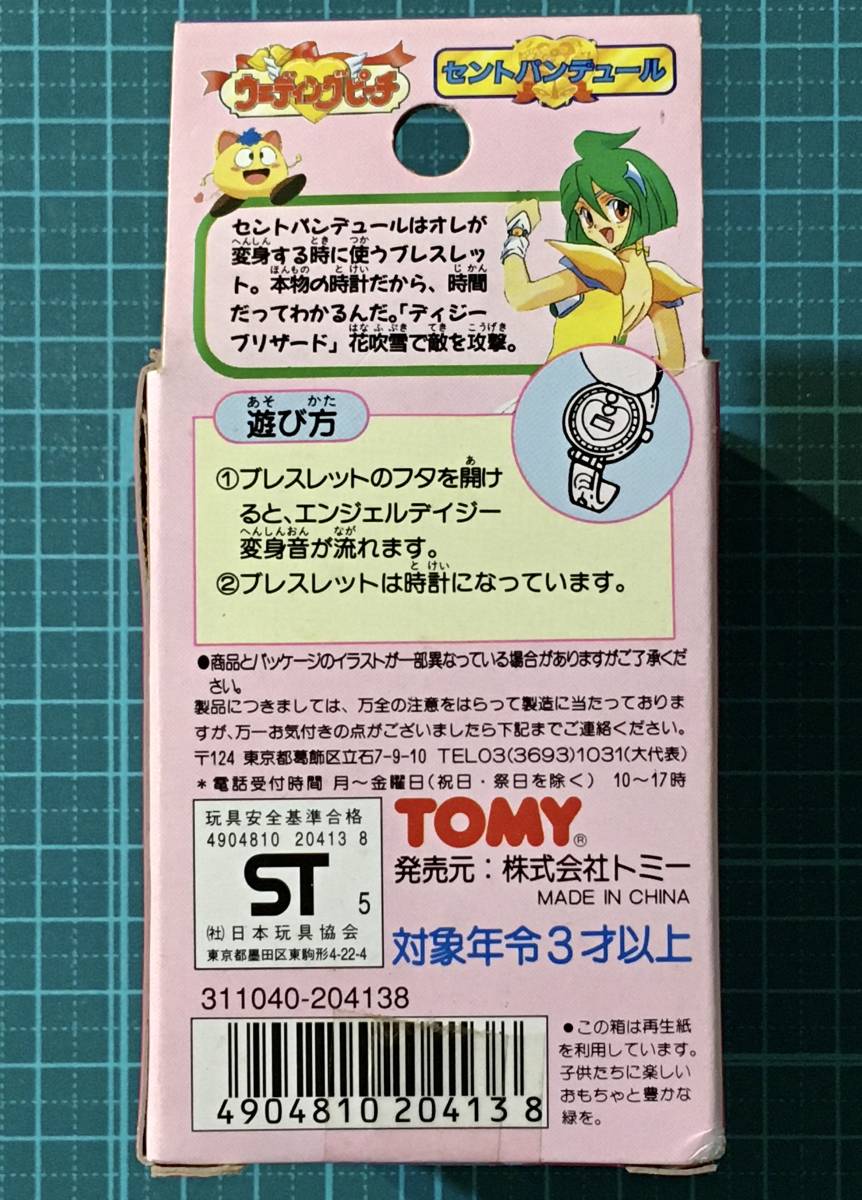 ウェディングピーチ
セントパンデュール
セントパンデュールはオレが
変身する時に使うブレスレッ
ト。本物の時計だから、時間
だってわかるんだ。「デイジー
ブリザード」花吹雪で敵を攻撃。
遊び方
①ブレスレットのフタを開け
ると、エンジェルデイジー
変身音が流れます。
②ブレスレットは時計になっています。
●商品とパッケージのイラストが一部異なっている場合がありますがご了承くだ
さい。
製品につきましては、万全の注意をはらって製造に当たっておりま
すが、万一お気付きの点がございましたら下記までご連絡ください。
〒124 東京都葛飾区立石7-9-10 TEL03(3693)1031(大代表)
*電話受付時間 月～金曜日(祝日・祭日を除く) 10～17時
玩具安全基準合格
4904810 20413 8
ST 5
(社)日本玩具協会
東京都墨田区東駒形4-22-4
TOMY®
発売元：株式会社トミー
MADE IN CHINA
対象年令3才以上
311040-204138
4904810 204138
●この箱は再生紙
を利用しています。
子供たちに楽しい
おもちゃと豊かな
緑を。